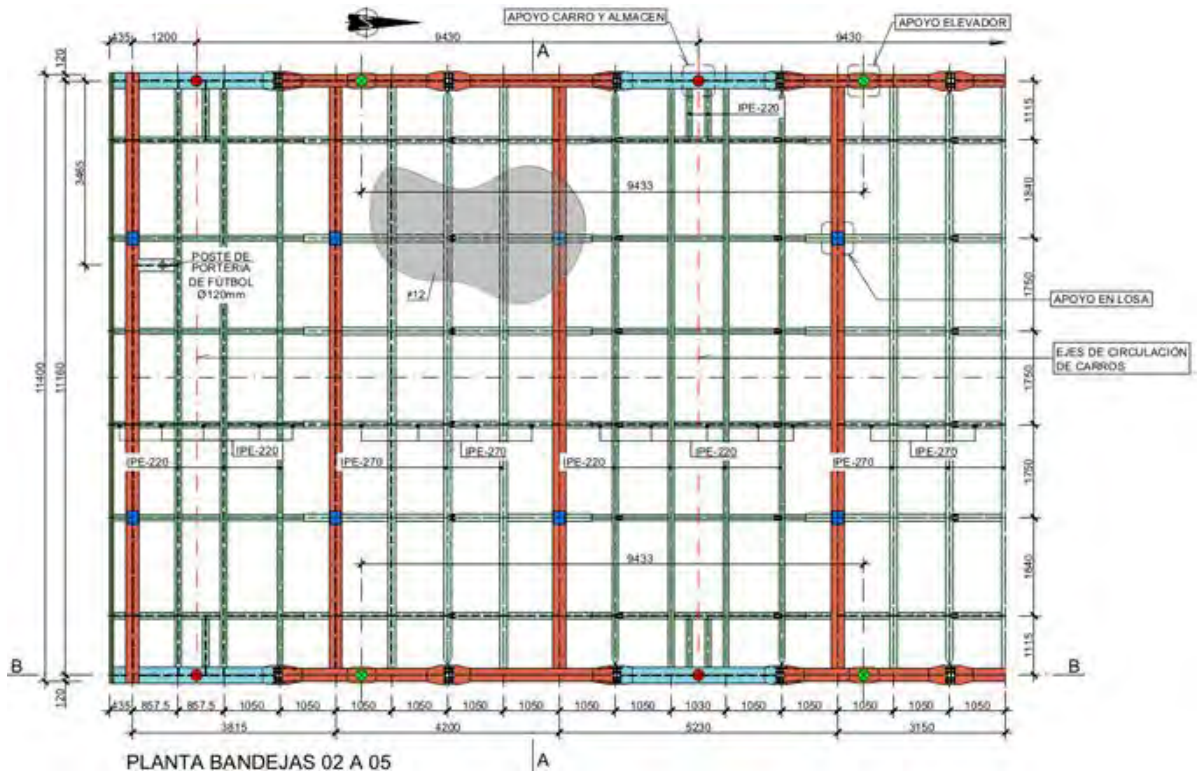 APOYO CARRO Y ALMACEN
APOYO ELEVADOR
435
1200
9430
A
9430
120
IPE-220
1115
3465
9433
1840
POSTE DE
PORTERIA
DE FÚTBOL
Ø120mm
#12
1750
APOYO EN LOSA
11400
11160
1750
EJES DE CIRCULACIÓN
DE CARROS
IPE-220
IPE-220
IPE-270
IPE-270
IPE-220
IPE-220
IPE-270
IPE-270
1750
9433
1840
1115
B
B
120
435
857.5
857.5
1050
1050
1050
1050
1050
1050
1050
1030
1050
1050
1050
1050
1050
3815
4200
5230
3150
PLANTA BANDEJAS 02 A 05
A